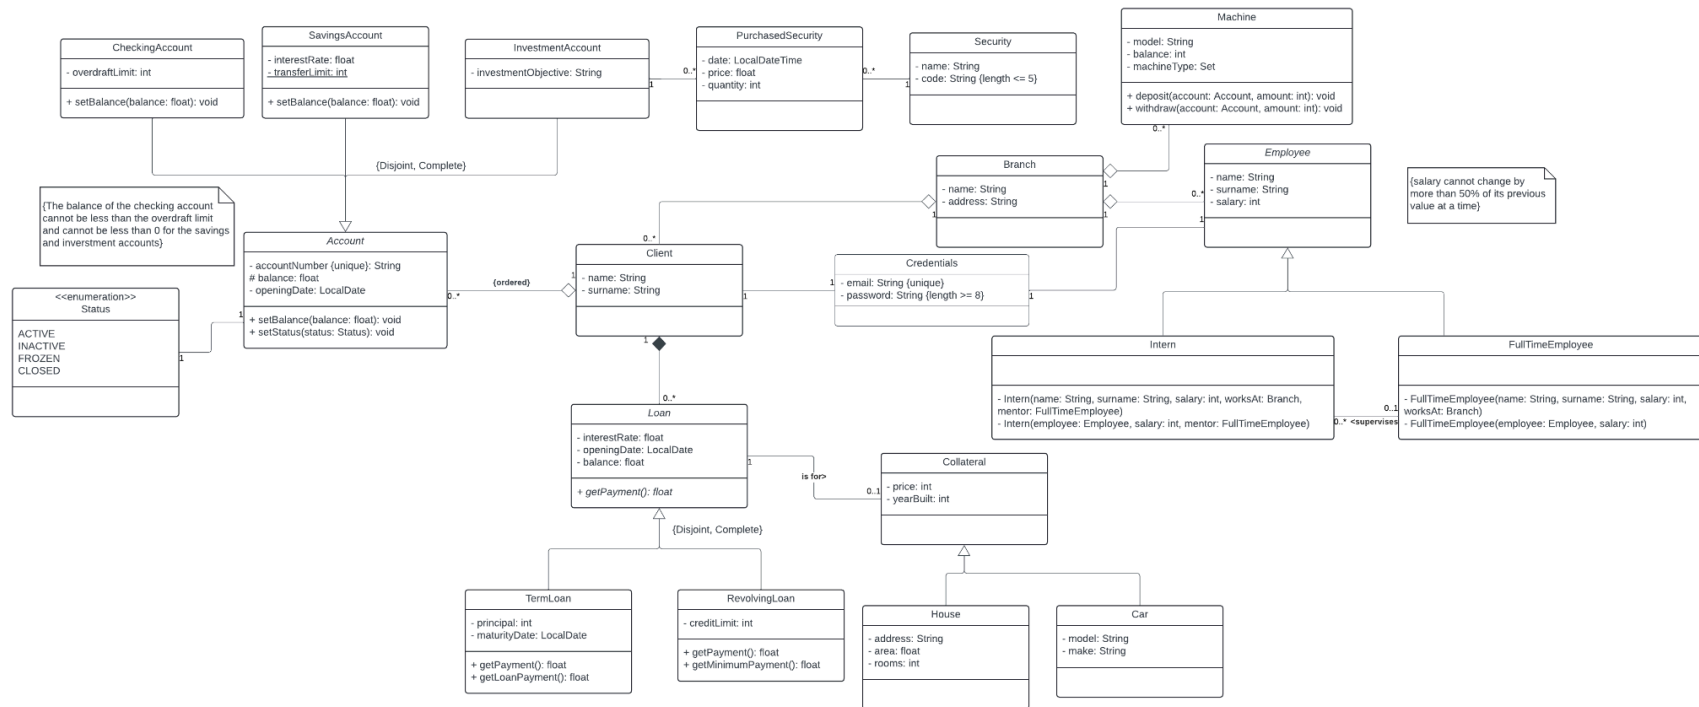 CheckingAccount
- overdraftLimit: int
+ setBalance(balance: float): void
SavingsAccount
- interestRate: float
- transferLimit: int
+ setBalance(balance: float): void
InvestmentAccount
- investmentObjective: String
1
0..*
PurchasedSecurity
- date: LocalDateTime
- price: float
- quantity: int
0..*
1
Security
- name: String
- code: String {length <= 5}
Machine
- model: String
- balance: int
- machineType: Set
+ deposit(account: Account, amount: int): void
+ withdraw(account: Account, amount: int): void
0..*
{Disjoint, Complete}
Branch
- name: String
- address: String
1
1
1
0..*
Employee
- name: String
- surname: String
- salary: int
1
{salary cannot change by
more than 50% of its previous
value at a time}
{The balance of the checking account
cannot be less than the overdraft limit
and cannot be less than 0 for the savings
and inverstment accounts}
Account
- accountNumber {unique}: String
# balance: float
- openingDate: LocalDate
+ setBalance(balance: float): void
+ setStatus(status: Status): void
0..*
{ordered}
1
0..*
Client
- name: String
- surname: String
1
1
Credentials
- email: String {unique}
- password: String {length >= 8}
1
<<enumeration>>
Status
ACTIVE
INACTIVE
FROZEN
CLOSED
1
1
1
0..*
Intern
- Intern(name: String, surname: String, salary: int, worksAt: Branch,
mentor: FullTimeEmployee)
- Intern(employee: Employee, salary: int, mentor: FullTimeEmployee)
0..*
<supervises
0..1
FullTimeEmployee
- FullTimeEmployee(name: String, surname: String, salary: int,
worksAt: Branch)
- FullTimeEmployee(employee: Employee, salary: int)
Loan
- interestRate: float
- openingDate: LocalDate
- balance: float
+ getPayment(): float
1
is for>
0..1
Collateral
- price: int
- yearBuilt: int
{Disjoint, Complete}
TermLoan
- principal: int
- maturityDate: LocalDate
+ getPayment(): float
+ getLoanPayment(): float
RevolvingLoan
- creditLimit: int
+ getPayment(): float
+ getMinimumPayment(): float
House
- address: String
- area: float
- rooms: int
Car
- model: String
- make: String